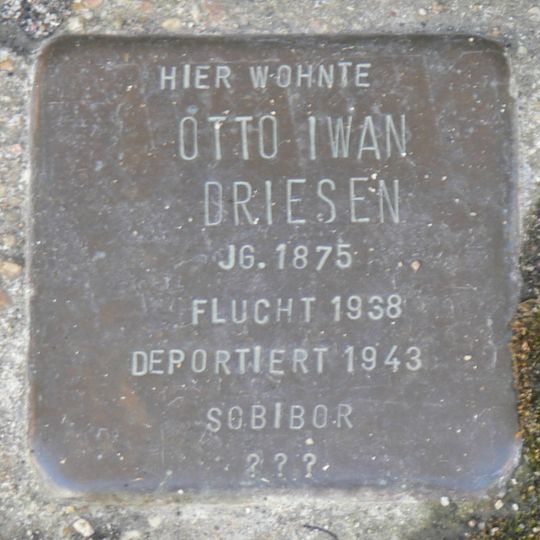 HIER WOHNTE
OTTO IWAN
DRIESEN
JG. 1875
FLUCHT 1938
DEPORTIERT 1943
SOBIBOR
???